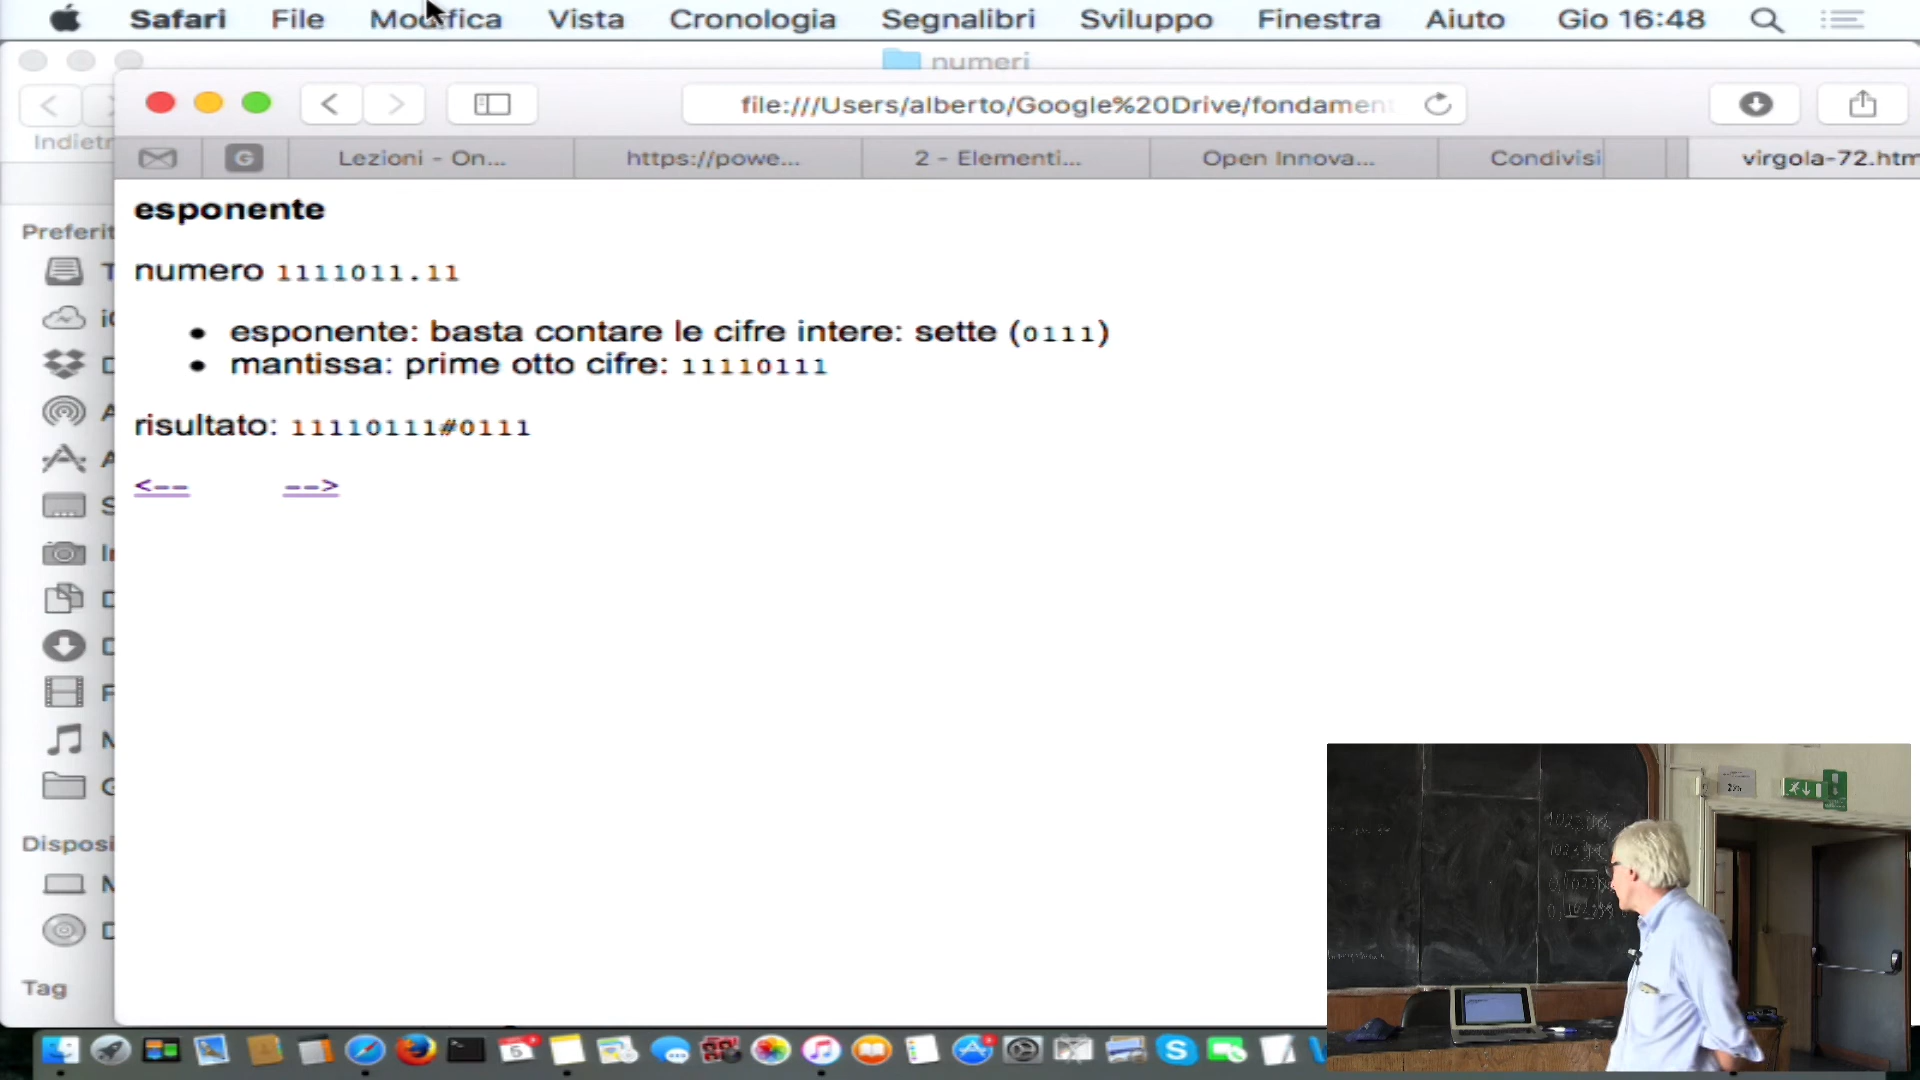 Safari File Modifica Vista Cronologia Segnalibri Sviluppo Finestra Aiuto Gio 16:48
numeri
file:///Users/alberto/Google%20Drive/fondament
Indietr
G Lezioni - On... https://powe... 2 - Elementi... Open Innova... Condivisi virgola-72.htm
esponente
Preferit
numero 1111011.11
esponente: basta contare le cifre intere: sette (0111)
mantissa: prime otto cifre: 11110111
risultato: 11110111#0111
<-- -->
Disposi
Tag